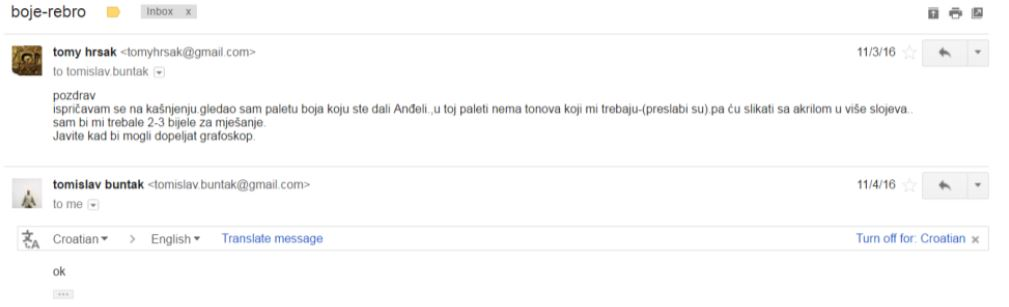 boje-rebro Inbox x
tomy hrsak <tomyhrsak@gmail.com> 11/3/16
to tomislav.buntak
pozdrav
ispričavam se na kašnjenju.gledao sam paletu boja koju ste dali Anđeli.,u toj paleti nema tonova koji mi trebaju-(preslabi su).pa ću slikati sa akrilom u više slojeva..
sam bi mi trebale 2-3 bijele za mješanje.
Javite kad bi mogli dopeljat grafoskop.
tomislav buntak <tomislav.buntak@gmail.com> 11/4/16
to me
Croatian > English Translate message Turn off for: Croatian x
ok